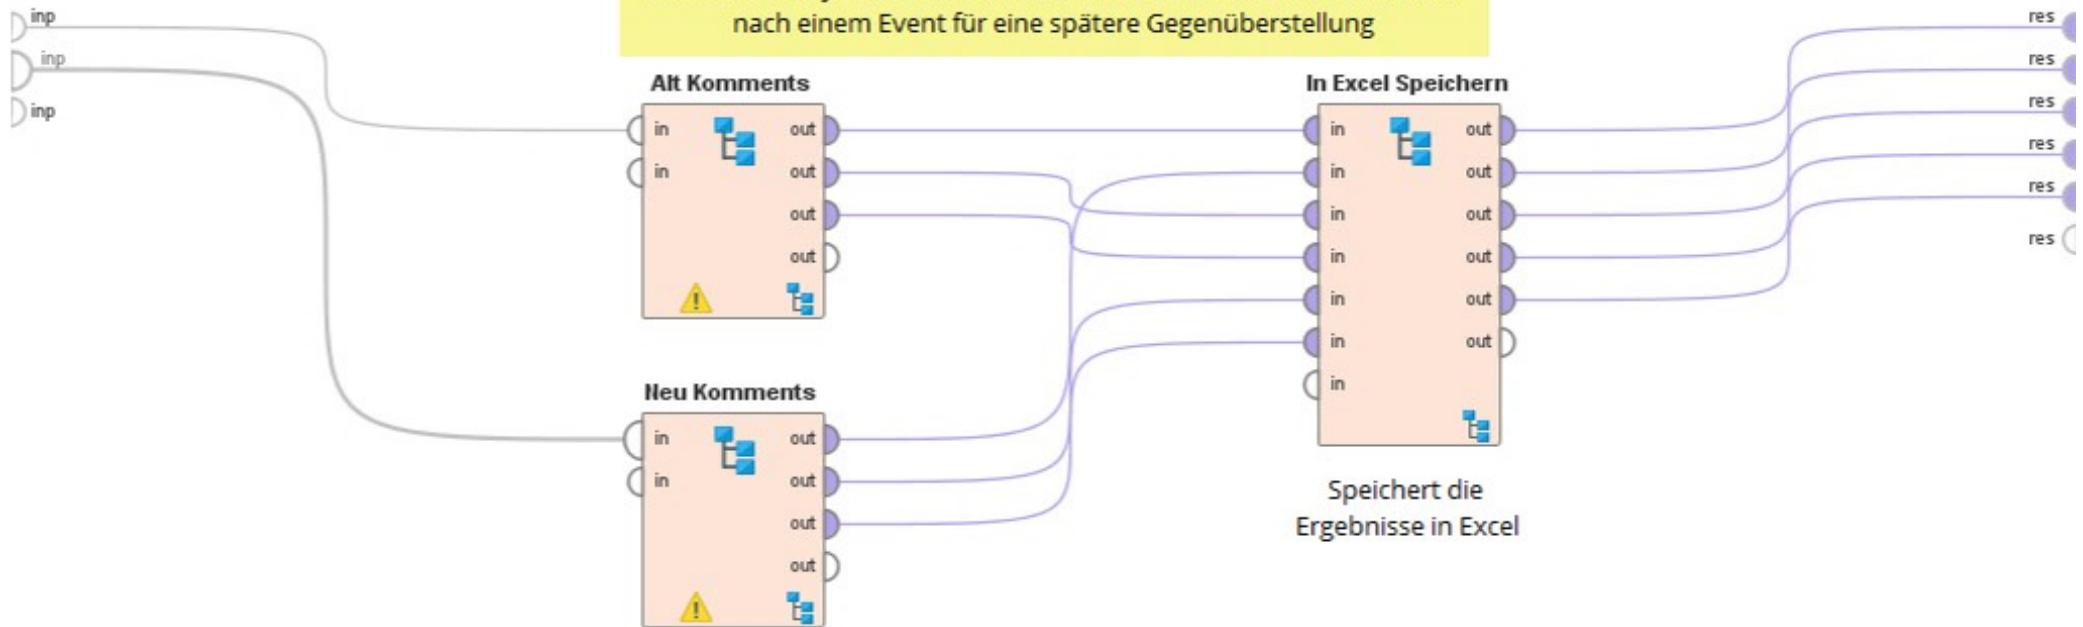 nach einem Event für eine spätere Gegenüberstellung
inp
inp
inp
Alt Komments
in
in
out
out
out
out
Neu Komments
in
in
out
out
out
out
In Excel Speichern
in
in
in
in
in
in
in
out
out
out
out
out
out
Speichert die
Ergebnisse in Excel
res
res
res
res
res
res